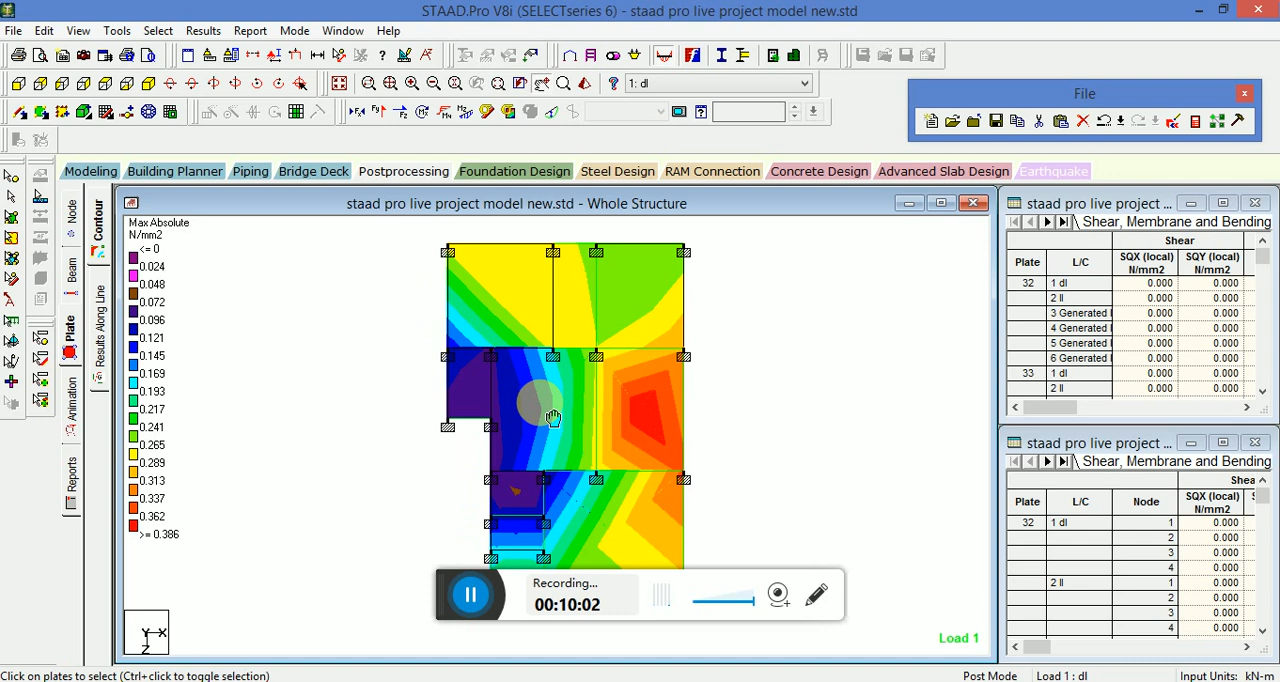 STAAD.Pro V8i (SELECTseries 6) - staad pro live project model new.std
File Edit View Tools Select Results Report Mode Window Help
1: dl
File
Modeling Building Planner Piping Bridge Deck Postprocessing Foundation Design Steel Design RAM Connection Concrete Design Advanced Slab Design Earthquake
Node
Beam
Plate
Animation
Reports
Contour
Results Along Line
staad pro live project model new.std - Whole Structure
Max Absolute
N/mm2
<= 0
0.024
0.048
0.072
0.096
0.121
0.145
0.169
0.193
0.217
0.241
0.265
0.289
0.313
0.337
0.362
>= 0.386
Y X
Z
Load 1
Recording...
00:10:02
staad pro live project ...
Shear, Membrane and Bending
Shear
Plate L/C SQX (local) N/mm2 SQY (local) N/mm2
32 1 dl 0.000 0.000
2 ll 0.000 0.000
3 Generated 0.000 0.000
4 Generated 0.000 0.000
5 Generated 0.000 0.000
6 Generated 0.000 0.000
33 1 dl 0.000 0.000
2 ll 0.000 0.000
staad pro live project ...
Shear, Membrane and Bending
Shea
Plate L/C Node SQX (local) N/mm2
32 1 dl 1 0.000
2 0.000
3 0.000
4 0.000
2 ll 1 0.000
2 0.000
3 0.000
4 0.000
Click on plates to select (Ctrl+click to toggle selection) Post Mode Load 1 : dl Input Units: kN-m